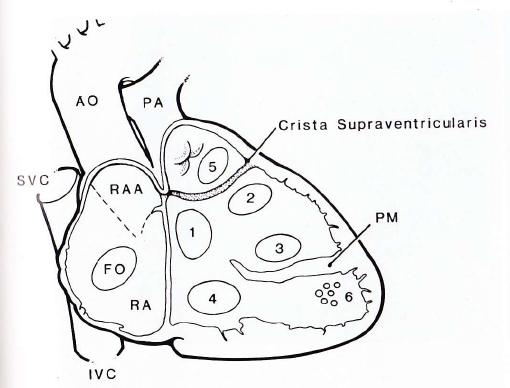 AO
PA
Crista Supraventricularis
SVC
RAA
5
2
PM
1
3
FO
4
6
RA
IVC